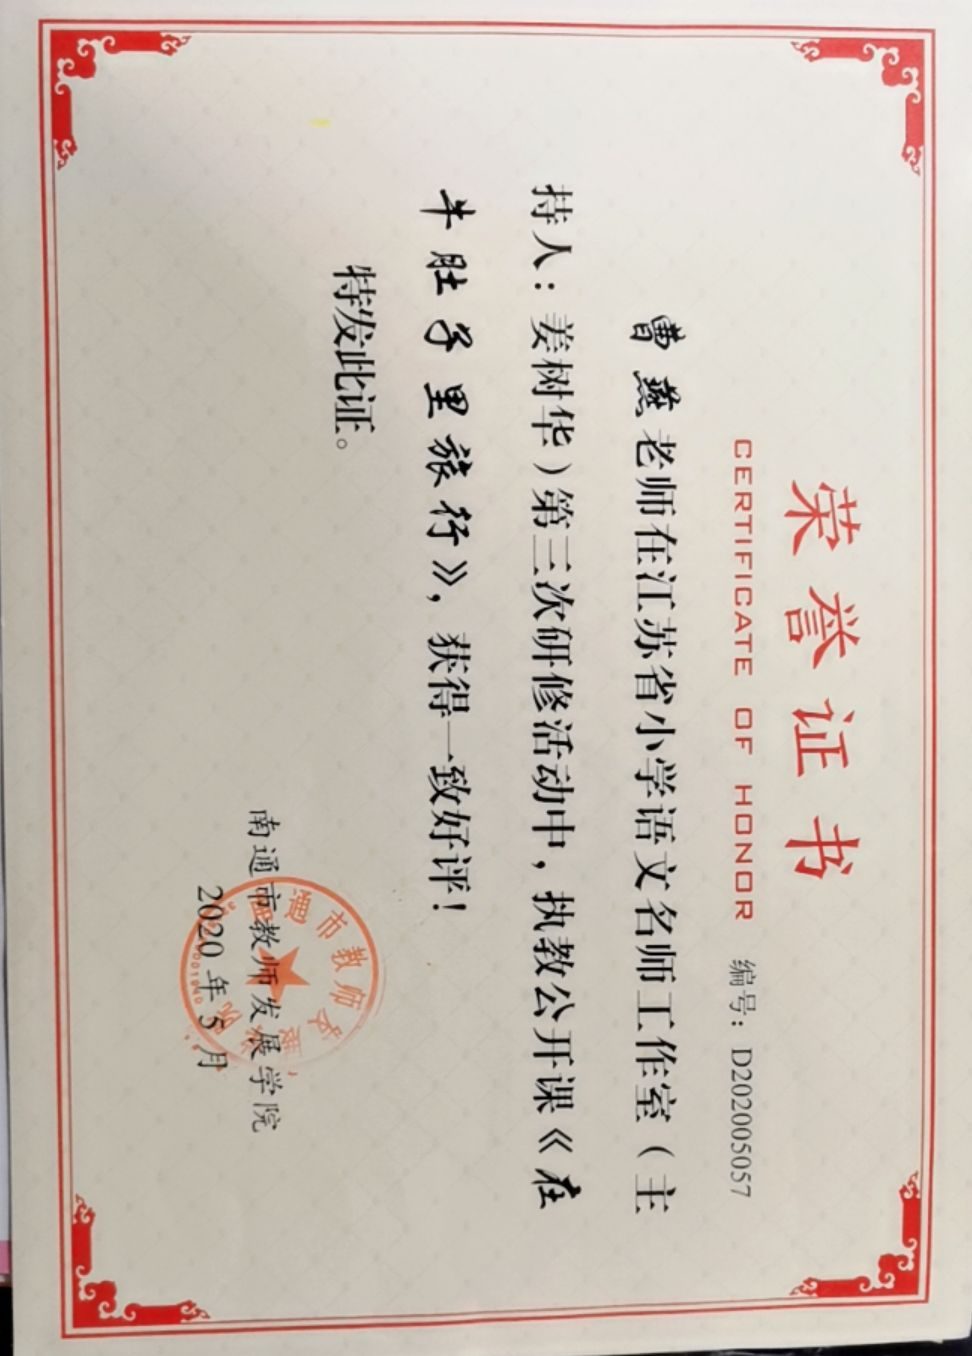 荣誉证书
CERTIFICATE OF HONOR 编号：D202005057
曹燕老师在江苏省小学语文名师工作室（主
持人：姜树华）第三次研修活动中，执教公开课《在
牛肚子里旅行》，获得一致好评！
特发此证。
南通市教师发展学院
2020年5月